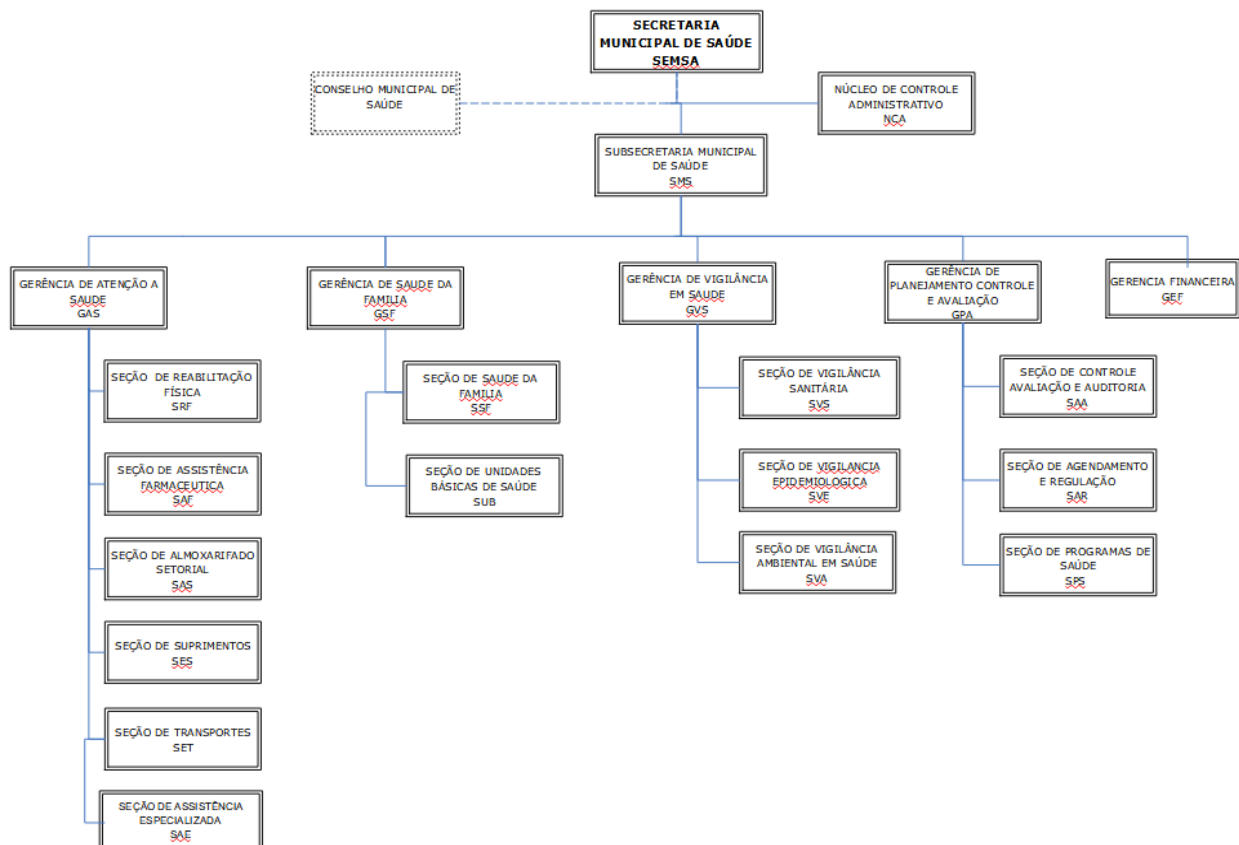 SECRETARIA
MUNICIPAL DE SAÚDE
SEMSA
CONSELHO MUNICIPAL DE
SAÚDE
NÚCLEO DE CONTROLE
ADMINISTRATIVO
NCA
SUBSECRETARIA MUNICIPAL
DE SAÚDE
SMS
GERÊNCIA DE ATENÇÃO A
SAUDE
GAS
GERÊNCIA DE SAUDE DA
FAMILIA
GSF
GERÊNCIA DE VIGILÂNCIA
EM SAUDE
GVS
GERÊNCIA DE
PLANEJAMENTO CONTROLE
E AVALIAÇÃO
GPA
GERENCIA FINANCEIRA
GEF
SEÇÃO DE REABILITAÇÃO
FÍSICA
SRF
SEÇÃO DE ASSISTÊNCIA
FARMACEUTICA
SAF
SEÇÃO DE ALMOXARIFADO
SETORIAL
SAS
SEÇÃO DE SUPRIMENTOS
SES
SEÇÃO DE TRANSPORTES
SET
SEÇÃO DE ASSISTÊNCIA
ESPECIALIZADA
SAE
SEÇÃO DE SAUDE DA
FAMILIA
SSF
SEÇÃO DE UNIDADES
BÁSICAS DE SAÚDE
SUB
SEÇÃO DE VIGILÂNCIA
SANITÁRIA
SVS
SEÇÃO DE VIGILANCIA
EPIDEMIOLOGICA
SVE
SEÇÃO DE VIGILÂNCIA
AMBIENTAL EM SAÚDE
SVA
SEÇÃO DE CONTROLE
AVALIAÇÃO E AUDITORIA
SAA
SEÇÃO DE AGENDAMENTO
E REGULAÇÃO
SAR
SEÇÃO DE PROGRAMAS DE
SAÚDE
SPS